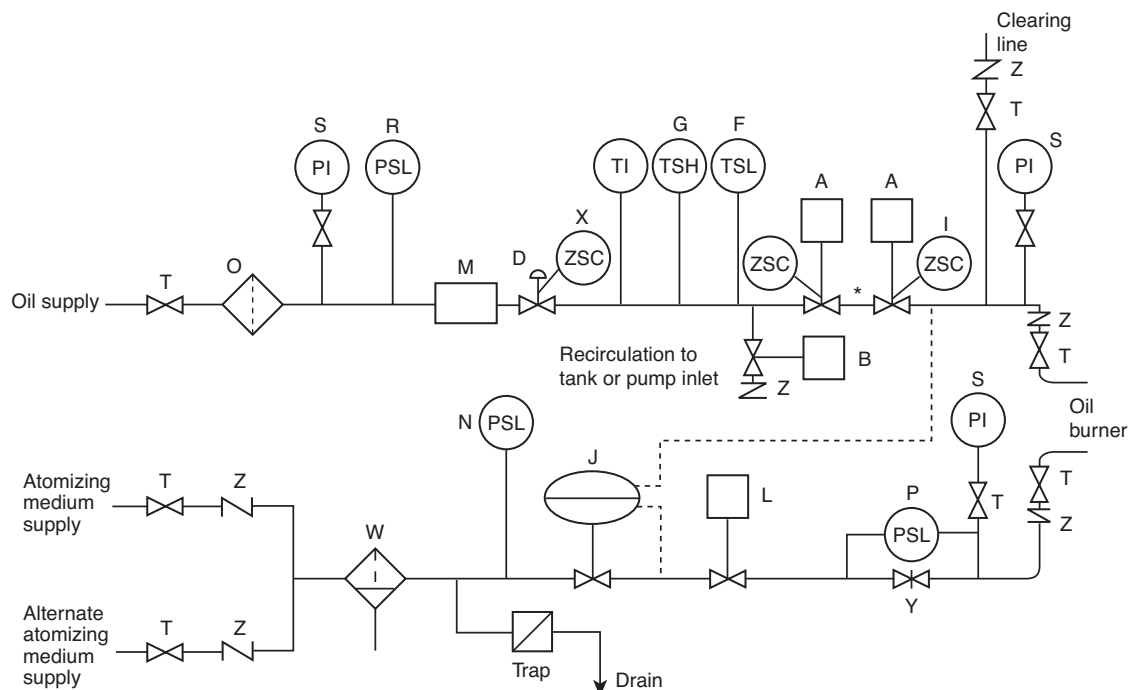 Clearing
line
Z
T
S
R
G
F
S
PI
PSL
TI
TSH
TSL
A
A
PI
X
I
T
O
M
D
ZSC
ZSC
ZSC
Oil supply
*
Z
T
Recirculation to
tank or pump inlet
B
Z
S
N
PSL
PI
Oil
burner
J
Atomizing
medium
supply
T
Z
L
T
P
T
Z
W
PSL
Y
Alternate
atomizing
medium
supply
T
Z
Trap
Drain